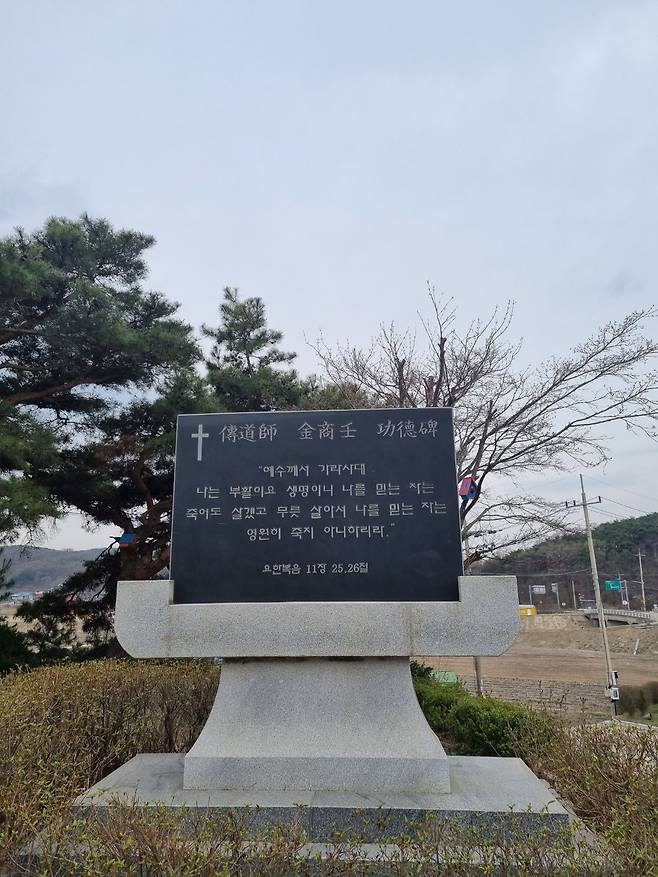 傳道師 金商壬 功德碑
"예수께서 가라사대
나는 부활이요 생명이니 나를 믿는 자는
죽어도 살겠고 무릇 살아서 나를 믿는 자는
영원히 죽지 아니하리라."
요한복음 11장 25.26절